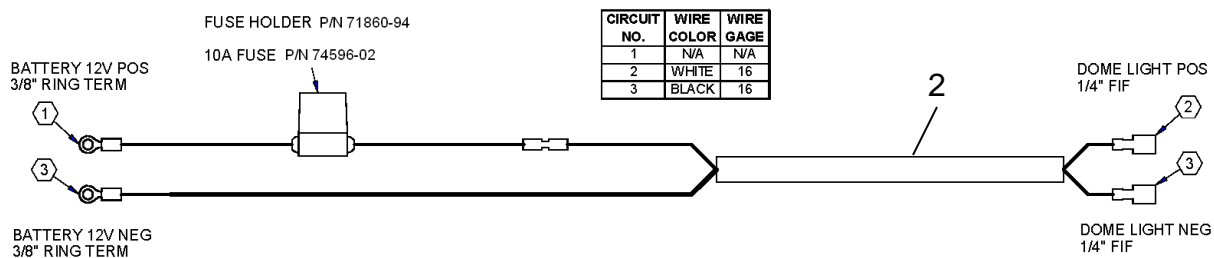 FUSE HOLDER P/N 71860-94
10A FUSE P/N 74596-02
CIRCUIT NO. WIRE COLOR WIRE GAGE
1 N/A N/A
2 WHITE 16
3 BLACK 16
BATTERY 12V POS
3/8" RING TERM
1
3
BATTERY 12V NEG
3/8" RING TERM
2
DOME LIGHT POS
1/4" FIF
2
3
DOME LIGHT NEG
1/4" FIF